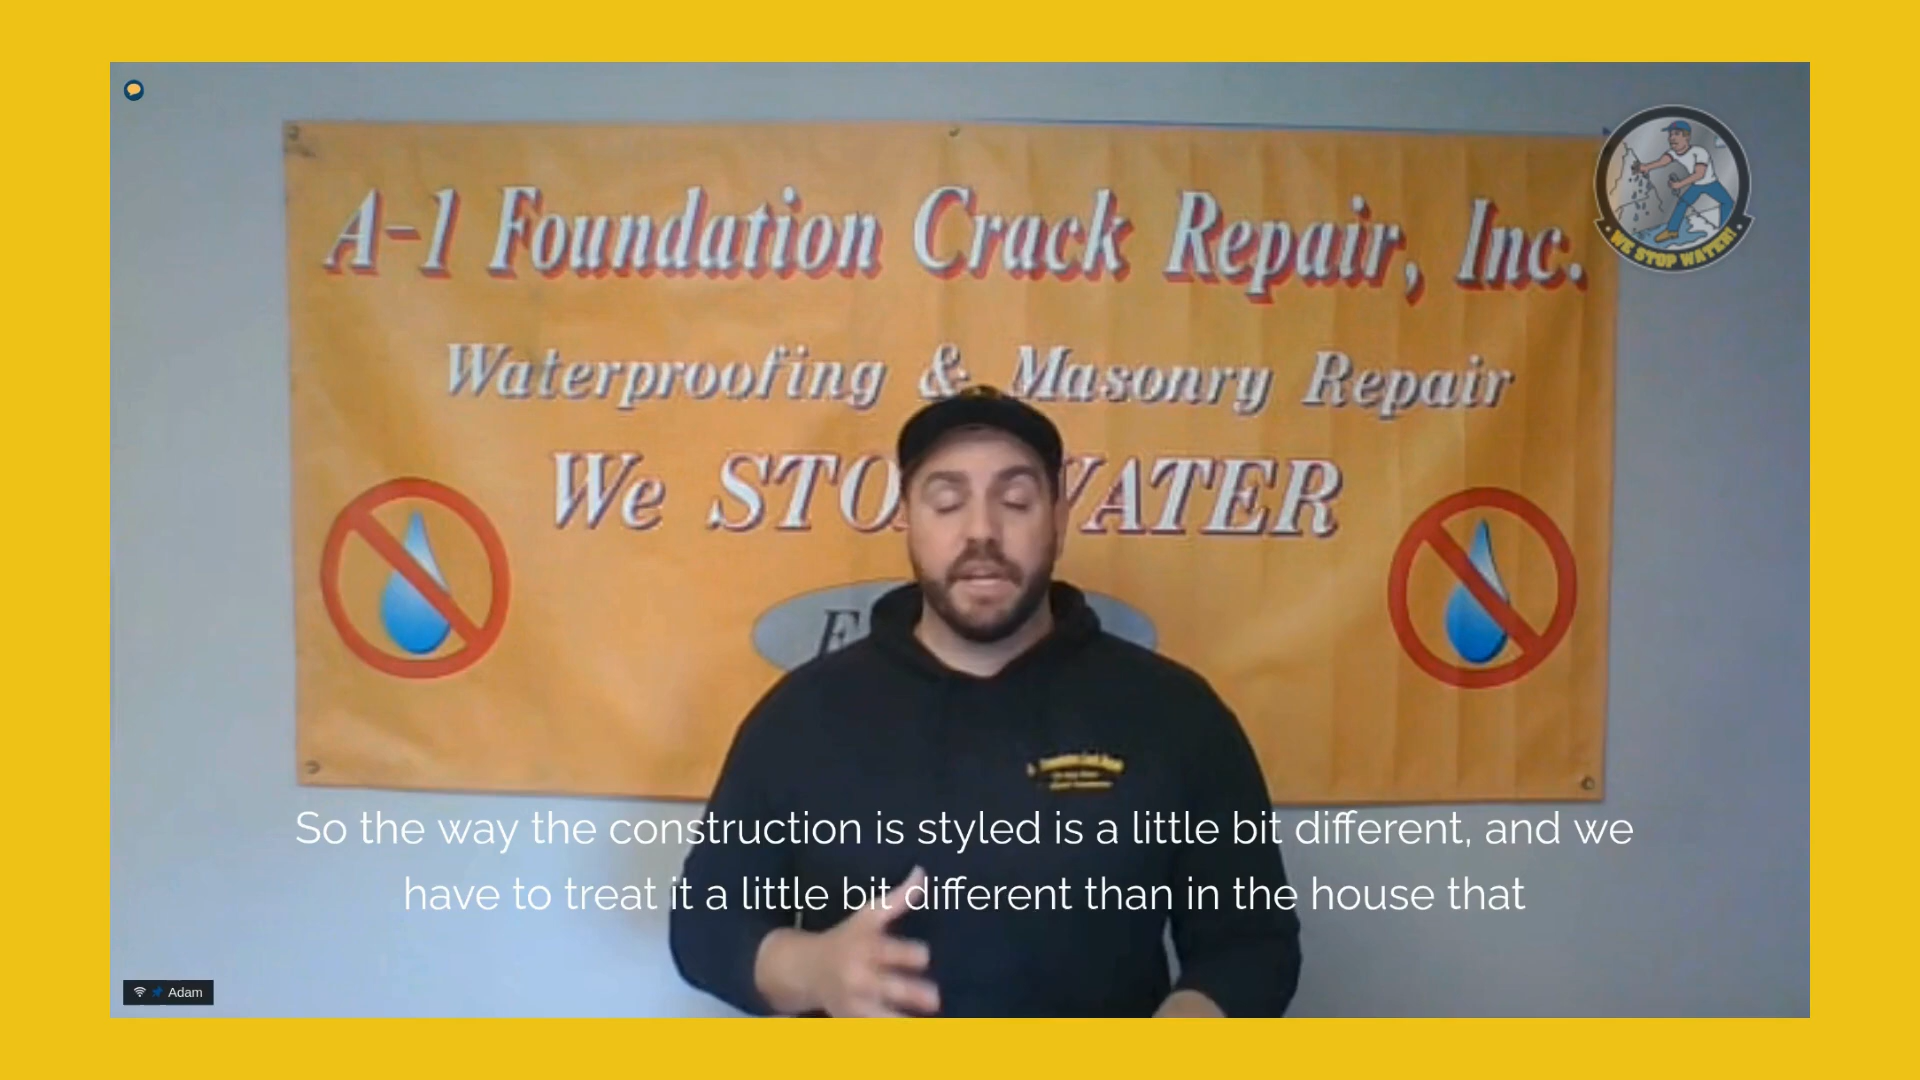 A-1 Foundation Crack Repair, Inc.
WE STOP WATER!
Waterproofing & Masonry Repair
We STO WATER
So the way the construction is styled is a little bit different, and we
have to treat it a little bit different than in the house that
Adam